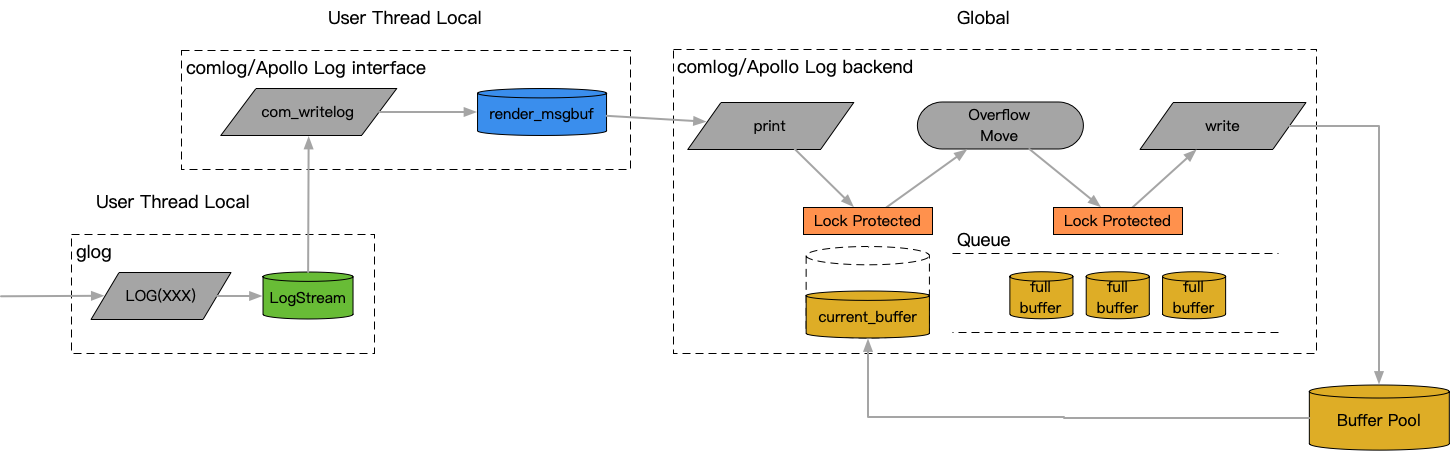 User Thread Local
Global
comlog/Apollo Log interface
comlog/Apollo Log backend
com_writelog
render_msgbuf
print
Overflow
Move
write
User Thread Local
Lock Protected
Lock Protected
glog
Queue
LOG(XXX)
LogStream
current_buffer
full
buffer
full
buffer
full
buffer
Buffer Pool